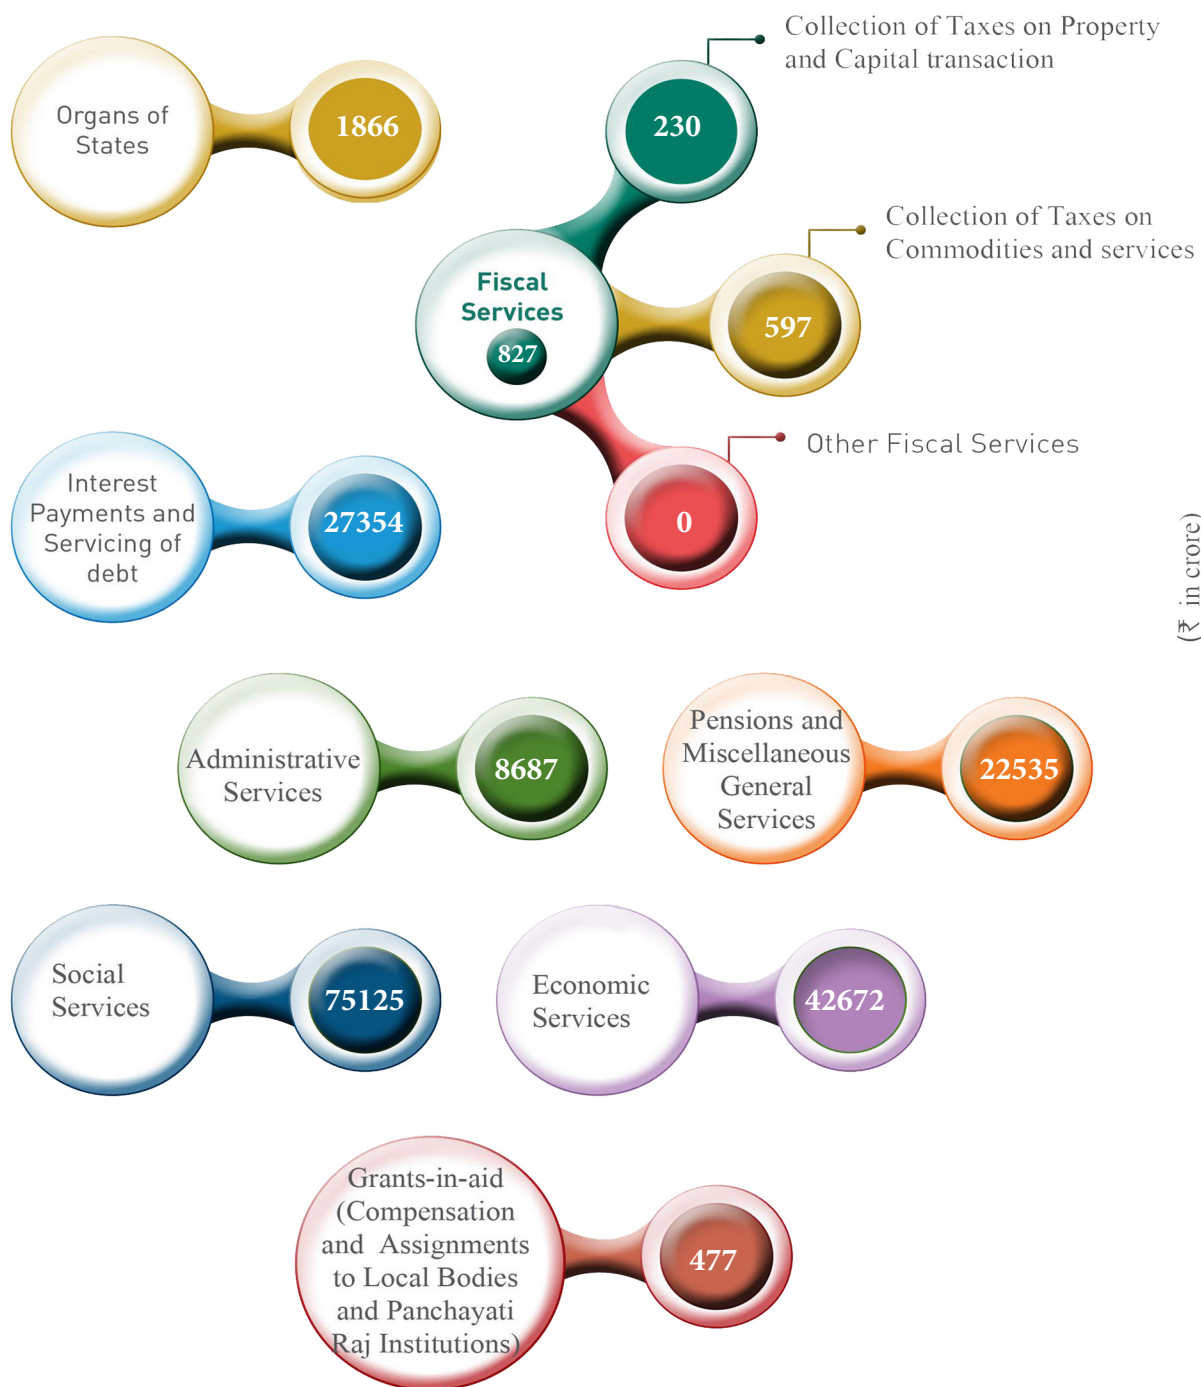 Collection of Taxes on Property
and Capital transaction
Organs of
States
1866
230
Collection of Taxes on
Commodities and services
Fiscal
Services
827
597
Other Fiscal Services
0
Interest
Payments and
Servicing of
debt
27354
(₹ in crore)
Administrative
Services
8687
Pensions and
Miscellaneous
General
Services
22535
Social
Services
75125
Economic
Services
42672
Grants-in-aid
(Compensation
and Assignments
to Local Bodies
and Panchayati
Raj Institutions)
477